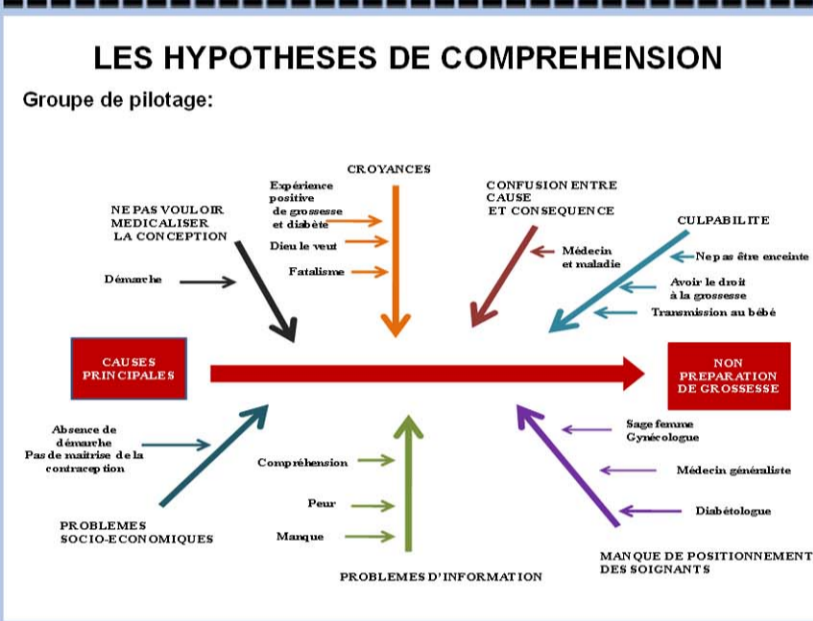 LES HYPOTHESES DE COMPREHENSION
Groupe de pilotage:
NE PAS VOULOIR
MEDICALISER
LA CONCEPTION
Démarche
CROYANCES
Expérience
positive
de grossesse
et diabète
Dieu le veut
Fatalisme
CONFUSION ENTRE
CAUSE
ET CONSEQUENCE
Médecin
et maladie
CULPABILITE
Ne pas être enceinte
Avoir le droit
à la grossesse
Transmission au bébé
CAUSES
PRINCIPALES
NON
PREPARATION
DE GROSSESSE
Absence de
démarche
Pas de maitrise de la
contraception
PROBLEMES
SOCIO-ECONOMIQUES
Compréhension
Peur
Manque
PROBLEMES D'INFORMATION
Sage femme
Gynécologue
Médecin généraliste
Diabétologue
MANQUE DE POSITIONNEMENT
DES SOIGNANTS